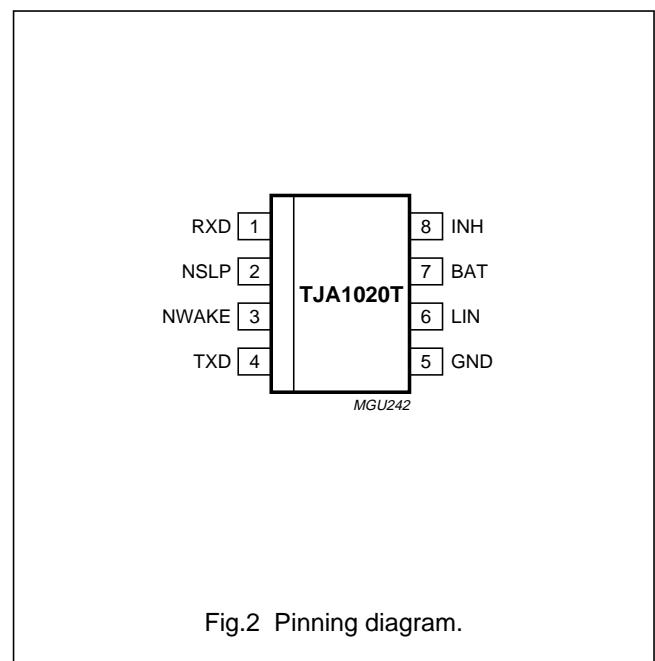 RXD 1 8 INH
NSLP 2 7 BAT
TJA1020T
NWAKE 3 6 LIN
TXD 4 5 GND
MGU242
Fig.2 Pinning diagram.